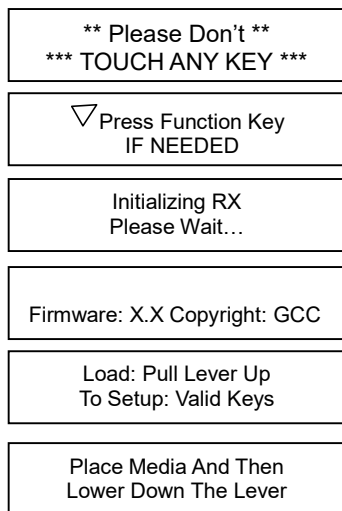 ** Please Don't **
*** TOUCH ANY KEY ***
▽Press Function Key
IF NEEDED
Initializing RX
Please Wait…
Firmware: X.X Copyright: GCC
Load: Pull Lever Up
To Setup: Valid Keys
Place Media And Then
Lower Down The Lever